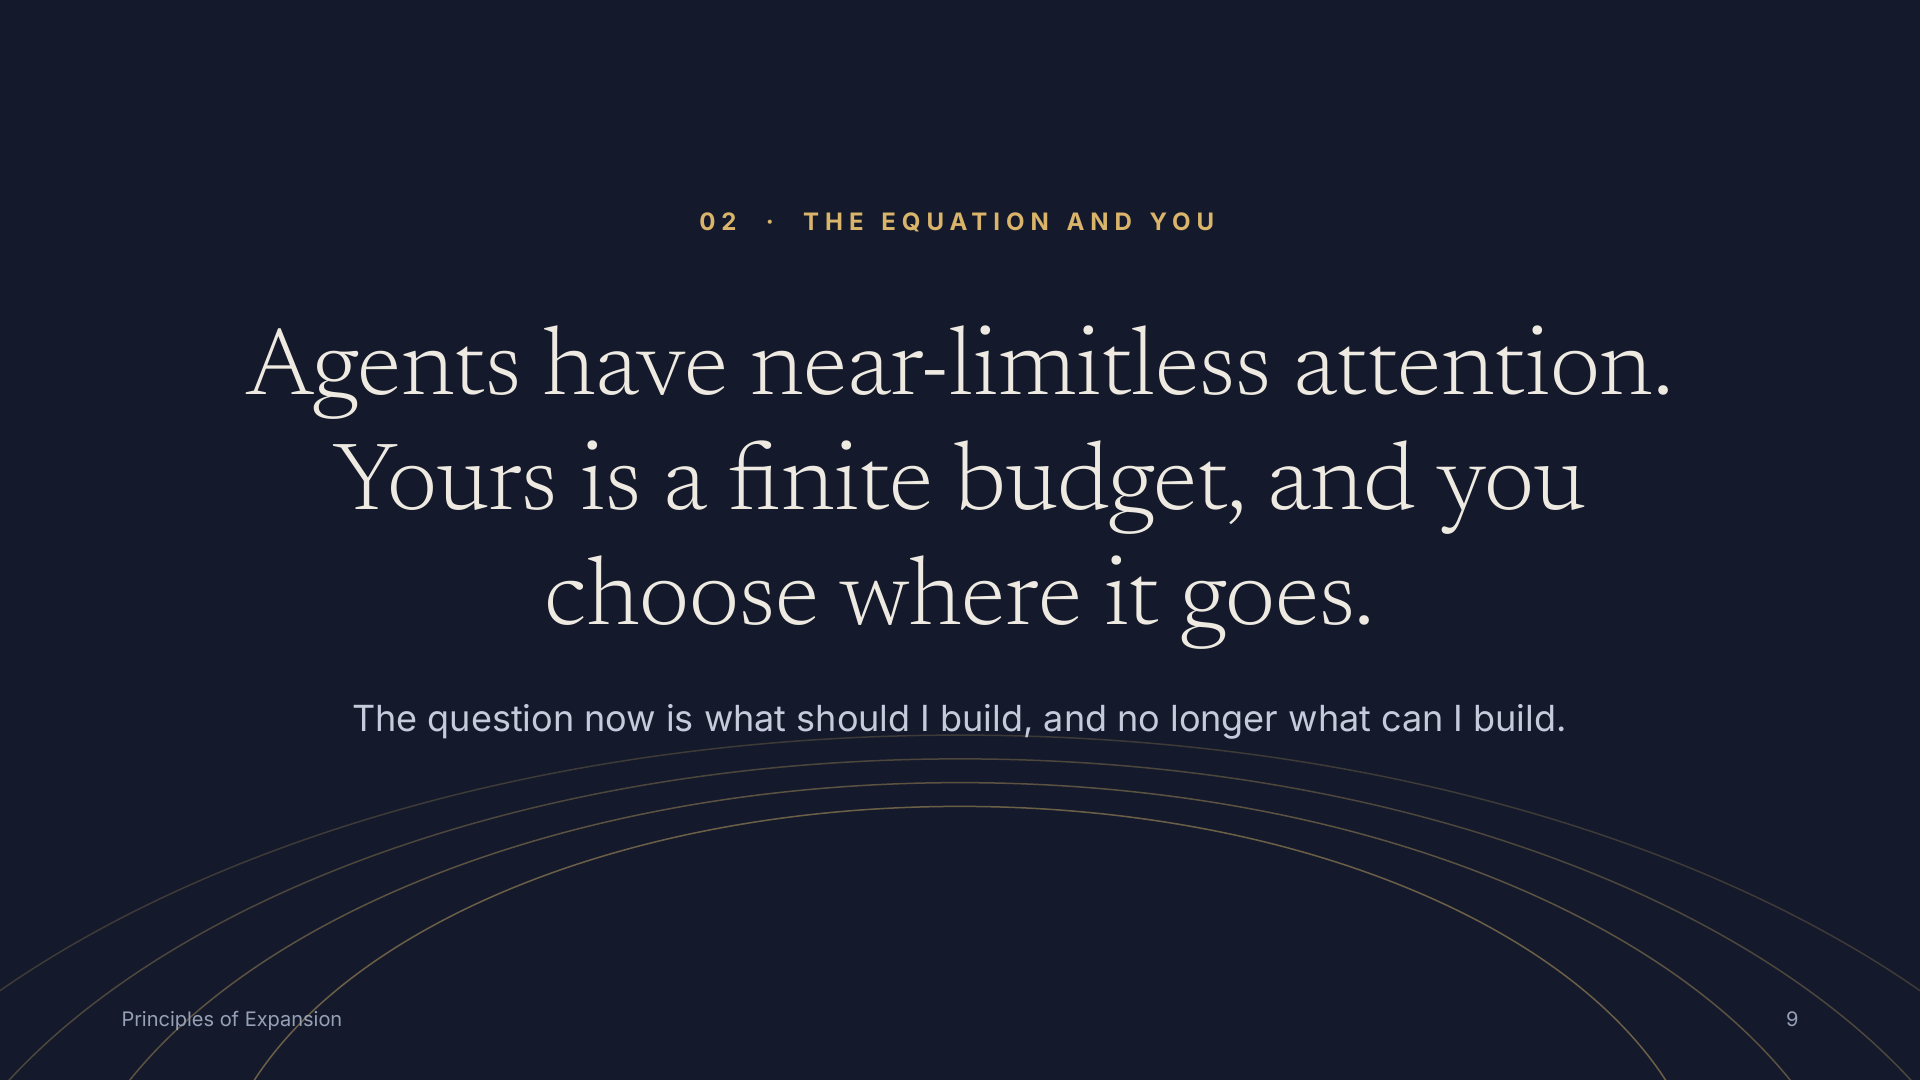 02 · THE EQUATION AND YOU
Agents have near-limitless attention.
Yours is a finite budget, and you
choose where it goes.
The question now is what should I build, and no longer what can I build.
Principles of Expansion
9